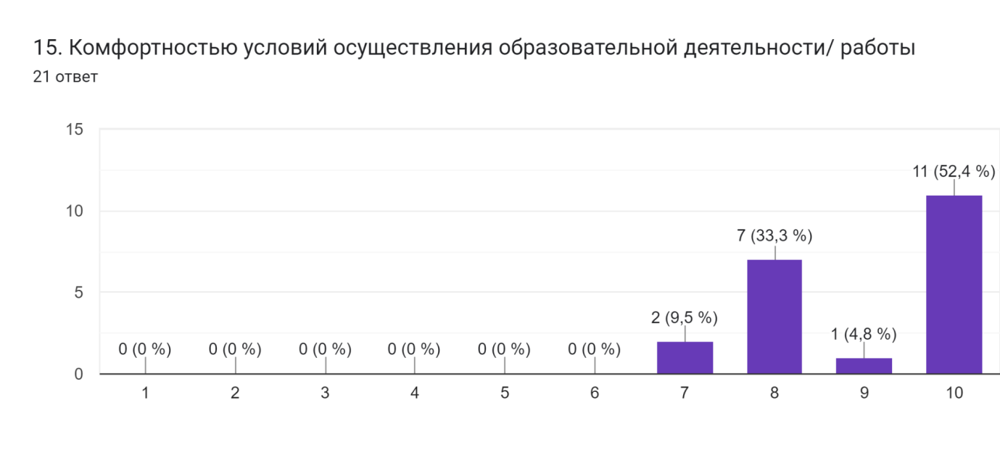 15. Комфортностью условий осуществления образовательной деятельности/ работы
21 ответ
15
10
5
0
0 (0 %)
0 (0 %)
0 (0 %)
0 (0 %)
0 (0 %)
0 (0 %)
2 (9,5 %)
7 (33,3 %)
1 (4,8 %)
11 (52,4 %)
1 2 3 4 5 6 7 8 9 10